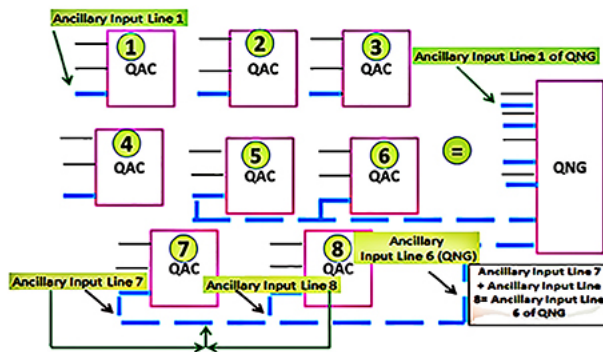 Ancillary Input Line 1
1
QAC
2
QAC
3
QAC
Ancillary Input Line 1 of QNG
4
QAC
5
QAC
6
QAC
=
QNG
7
QAC
8
QAC
Ancillary
Input Line 6 (QNG)
Ancillary Input Line 7
Ancillary Input Line 8
Ancillary Input Line 7
+ Ancillary Input Line
8= Ancillary Input Line
6 of QNG